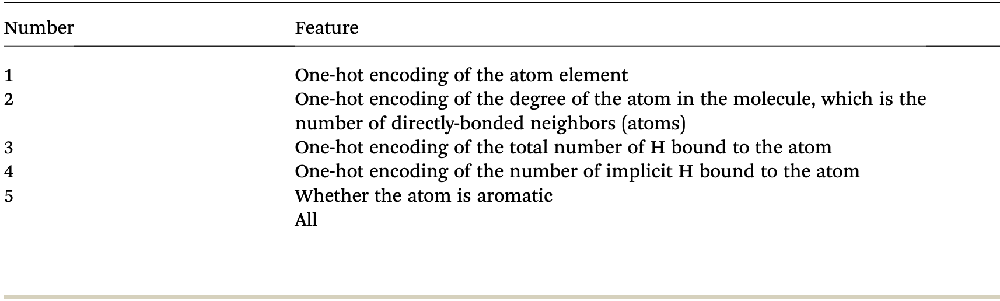 Number Feature
1 One-hot encoding of the atom element
2 One-hot encoding of the degree of the atom in the molecule, which is the
number of directly-bonded neighbors (atoms)
3 One-hot encoding of the total number of H bound to the atom
4 One-hot encoding of the number of implicit H bound to the atom
5 Whether the atom is aromatic
All